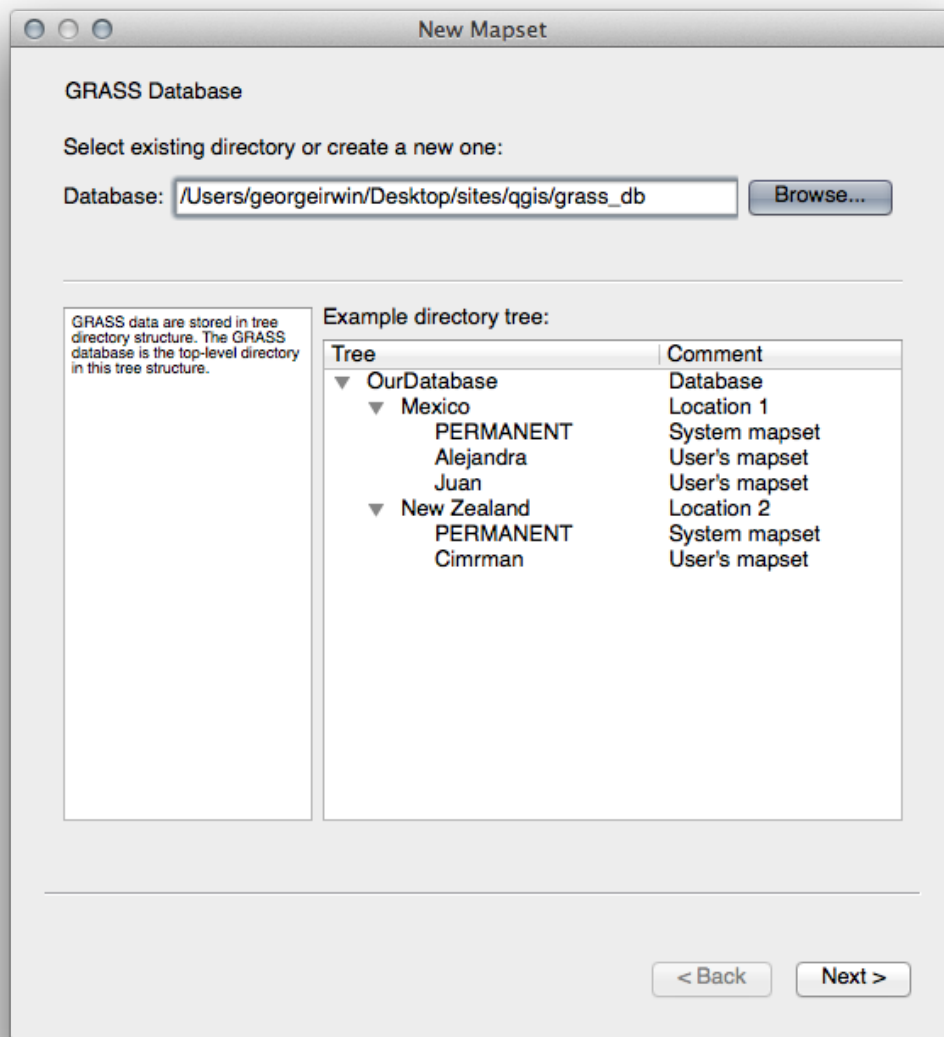 New Mapset
GRASS Database
Select existing directory or create a new one:
Database: /Users/georgeirwin/Desktop/sites/qgis/grass_db Browse...
GRASS data are stored in tree
directory structure. The GRASS
database is the top-level directory
in this tree structure.
Example directory tree:
Tree Comment
OurDatabase Database
Mexico Location 1
PERMANENT System mapset
Alejandra User's mapset
Juan User's mapset
New Zealand Location 2
PERMANENT System mapset
Cimrman User's mapset
< Back Next >